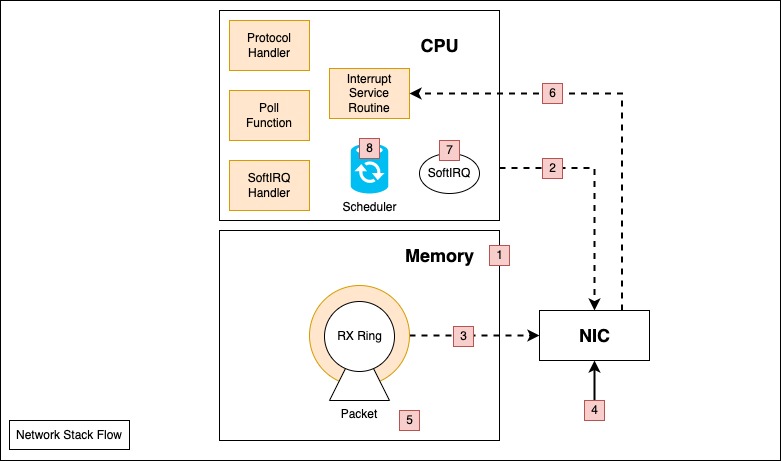 Protocol
Handler
CPU
Interrupt
Service
Routine
6
Poll
Function
8
7
SoftIRQ
Handler
SoftIRQ
2
Scheduler
Memory
1
RX Ring
3
NIC
Packet
5
4
Network Stack Flow